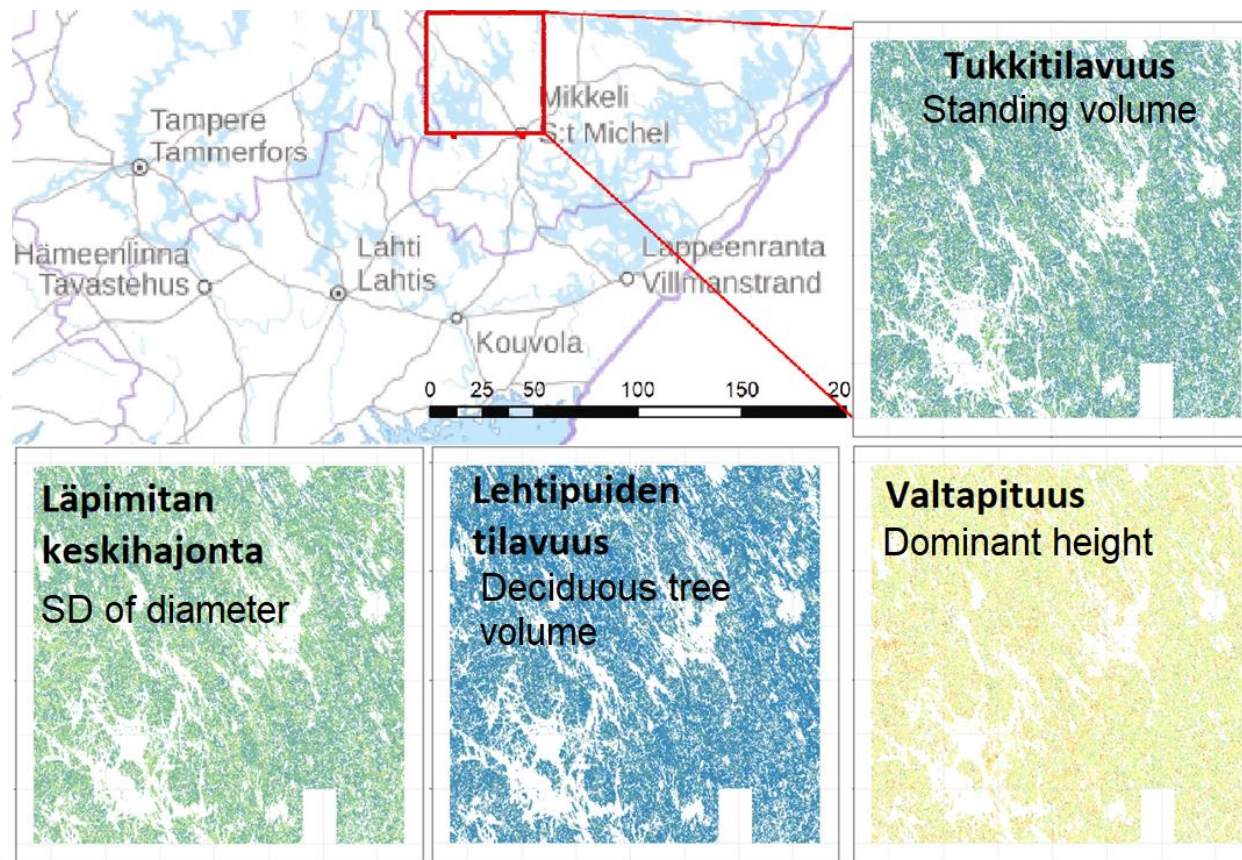 Tampere
Tammerfors
Mikkeli
S:t Michel
Hämeenlinna
Tavastehus
Lahti
Lahtis
Lappeenranta
Villmanstrand
Kouvola
0 25 50 100 150 20
Tukkitilavuus
Standing volume
Läpimitan
keskihajonta
SD of diameter
Lehtipuiden
tilavuus
Deciduous tree
volume
Valtapituus
Dominant height